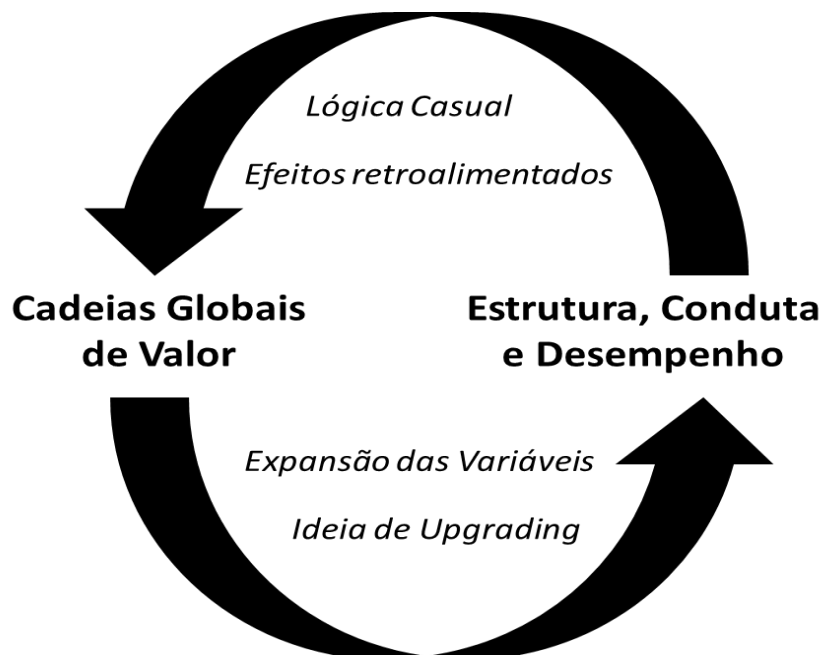 Lógica Casual
Efeitos retroalimentados
Cadeias Globais
de Valor
Estrutura, Conduta
e Desempenho
Expansão das Variáveis
Ideia de Upgrading